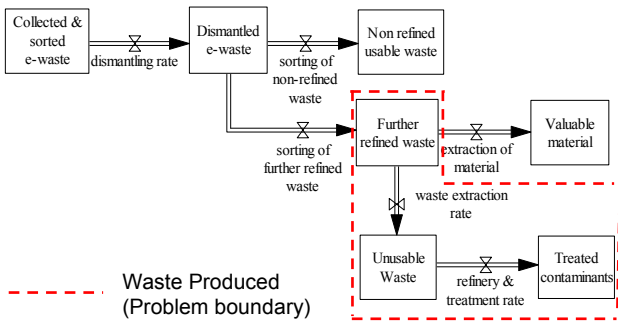 Collected &
sorted
e-waste
dismantling rate
Dismantled
e-waste
sorting of
non-refined
waste
Non refined
usable waste
sorting of
further refined
waste
Further
refined waste
extraction of
material
Valuable
material
waste extraction
rate
Unusable
Waste
refinery &
treatment rate
Treated
contaminants
Waste Produced
(Problem boundary)